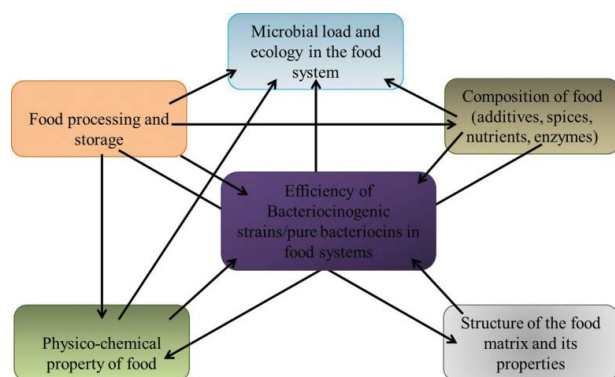 Microbial load and
ecology in the food
system
Food processing and
storage
Composition of food
(additives, spices,
nutrients, enzymes)
Efficiency of
Bacteriocinogenic
strains/pure bacteriocins in
food systems
Physico-chemical
property of food
Structure of the food
matrix and its
properties